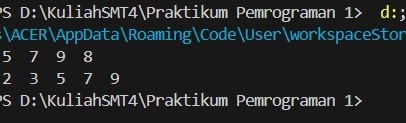 PS D:\KuliahSMT4\Praktikum Pemrograman 1> d:;
s\ACER\AppData\Roaming\Code\User\workspaceStor
5 7 9 8
2 3 5 7 9
PS D:\KuliahSMT4\Praktikum Pemrograman 1>